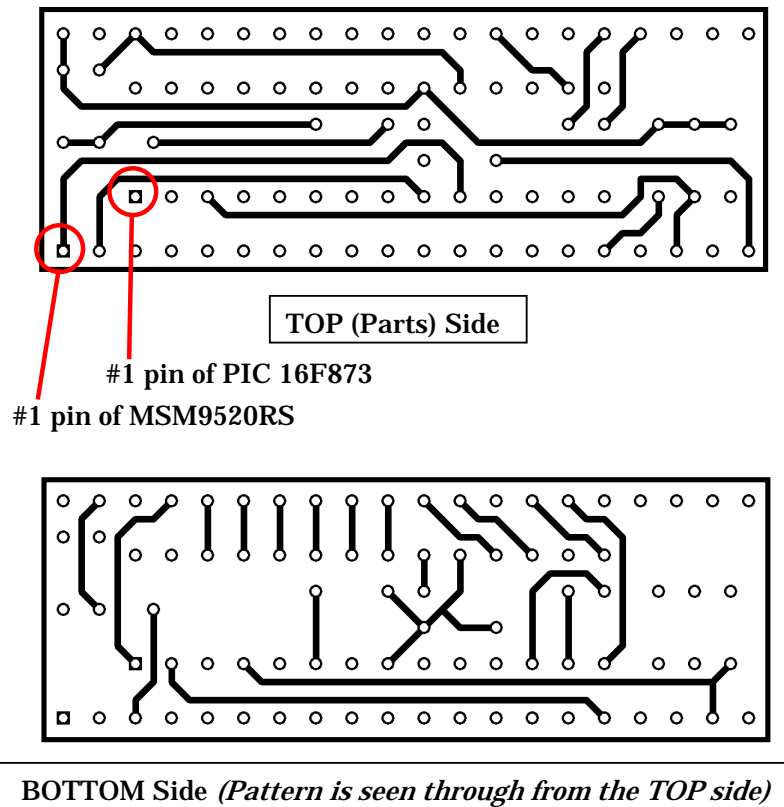 TOP (Parts) Side
#1 pin of PIC 16F873
#1 pin of MSM9520RS
BOTTOM Side (Pattern is seen through from the TOP side)